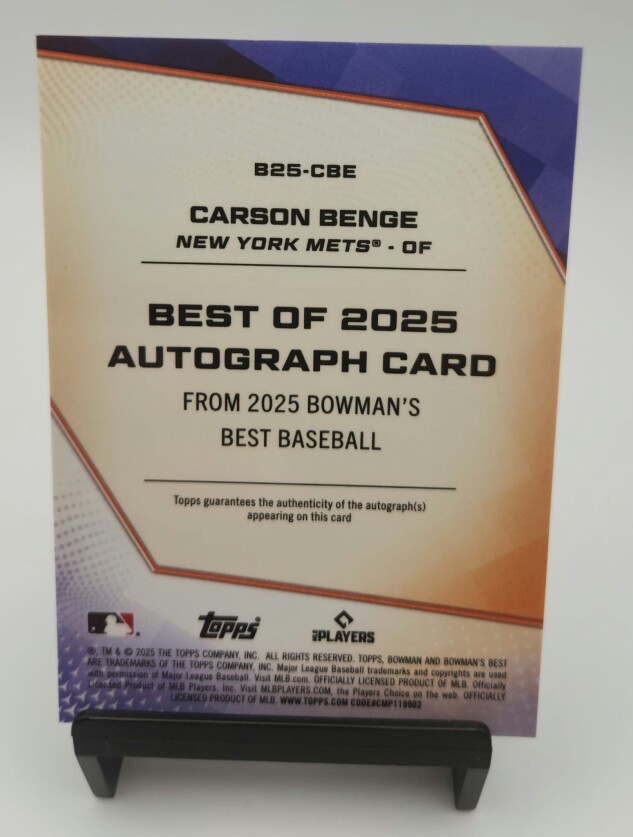 B25-CBE
CARSON BENGE
NEW YORK METS® - OF
BEST OF 2025
AUTOGRAPH CARD
FROM 2025 BOWMAN'S
BEST BASEBALL
Topps guarantees the authenticity of the autograph(s)
appearing on this card
topps MLB PLAYERS
®, TM & © 2025 THE TOPPS COMPANY, INC. ALL RIGHTS RESERVED. TOPPS, BOWMAN AND BOWMAN'S BEST
ARE TRADEMARKS OF THE TOPPS COMPANY, INC. Major League Baseball trademarks and copyrights are used
with permission of Major League Baseball. Visit MLB.com. OFFICIALLY LICENSED PRODUCT OF MLB. Officially
Licensed Product of MLB Players, Inc. Visit MLBPLAYERS.COM, the Players Choice on the web. OFFICIALLY
LICENSED PRODUCT OF MLB. WWW.TOPPS.COM CODE#CMP119902